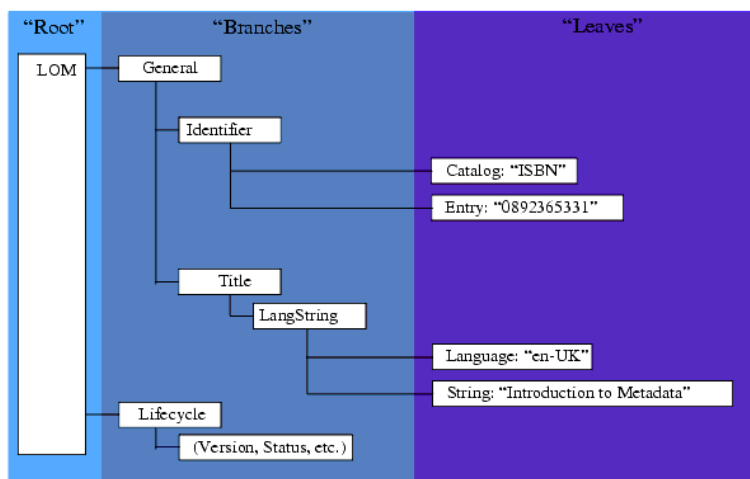 “Root”
“Branches”
“Leaves”
LOM
General
Identifier
Catalog: “ISBN”
Entry: “0892365331”
Title
LangString
Language: “en-UK”
String: “Introduction to Metadata”
Lifecycle
(Version, Status, etc.)